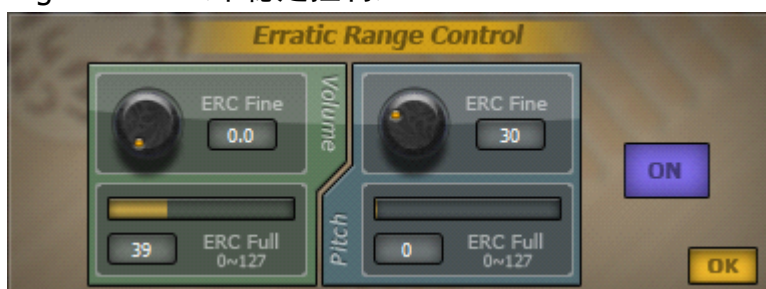 Erratic Range Control
ERC Fine
0.0
Volume
ERC Fine
30
ON
39
ERC Full
0~127
Pitch
0
ERC Full
0~127
OK